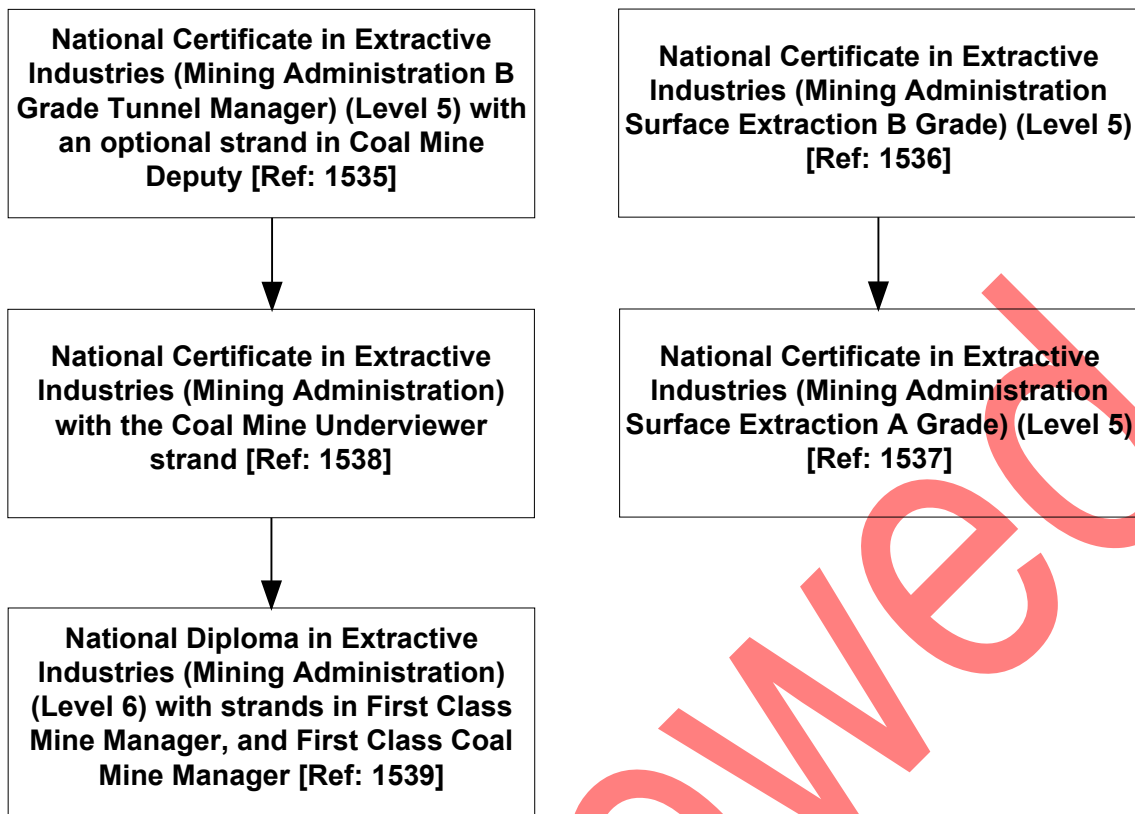 National Certificate in Extractive
Industries (Mining Administration B
Grade Tunnel Manager) (Level 5) with
an optional strand in Coal Mine
Deputy [Ref: 1535]
National Certificate in Extractive
Industries (Mining Administration
Surface Extraction B Grade) (Level 5)
[Ref: 1536]
National Certificate in Extractive
Industries (Mining Administration)
with the Coal Mine Underviewer
strand [Ref: 1538]
National Certificate in Extractive
Industries (Mining Administration
Surface Extraction A Grade) (Level 5)
[Ref: 1537]
National Diploma in Extractive
Industries (Mining Administration)
(Level 6) with strands in First Class
Mine Manager, and First Class Coal
Mine Manager [Ref: 1539]